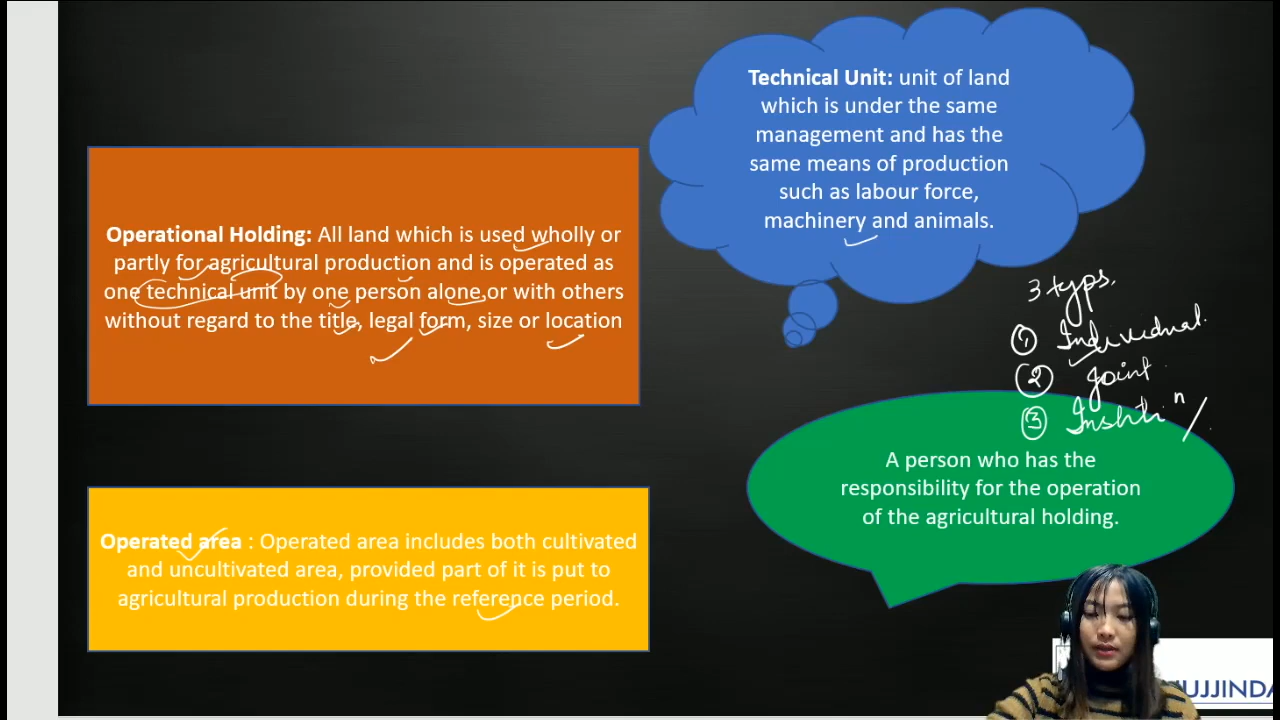 Technical Unit: unit of land
which is under the same
management and has the
same means of production
such as labour force,
machinery and animals.
Operational Holding: All land which is used wholly or
partly for agricultural production and is operated as
one technical unit by one person alone, or with others
without regard to the title, legal form, size or location
3 typs.
① Individual.
② Joint
③
A person who has the
responsibility for the operation
of the agricultural holding.
Operated area : Operated area includes both cultivated
and uncultivated area, provided part of it is put to
agricultural production during the reference period.
UJJINDA